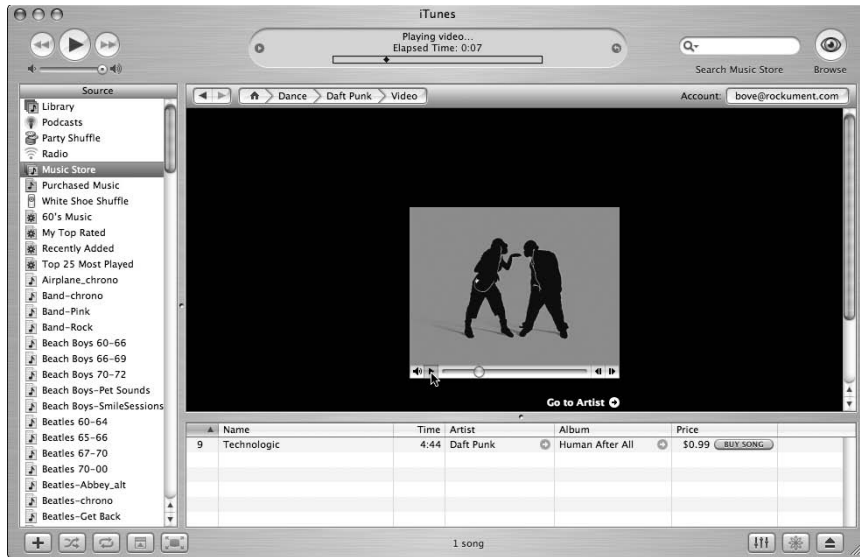 iTunes
Playing video...
Elapsed Time: 0:07
Search Music Store
Browse
Source
Library
Podcasts
Party Shuffle
Radio
Music Store
Purchased Music
White Shoe Shuffle
60's Music
My Top Rated
Recently Added
Top 25 Most Played
Airplane_chrono
Band-chrono
Band-Pink
Band-Rock
Beach Boys 60-66
Beach Boys 66-69
Beach Boys 70-72
Beach Boys-Pet Sounds
Beach Boys-SmileSessions
Beatles 60-64
Beatles 65-66
Beatles 67-70
Beatles 70-00
Beatles-Abbey_alt
Beatles-chrono
Beatles-Get Back
Dance Daft Punk Video
Account: bove@rockument.com
Go to Artist
Name Time Artist Album Price
9 Technologic 4:44 Daft Punk Human After All $0.99 BUY SONG
1 song